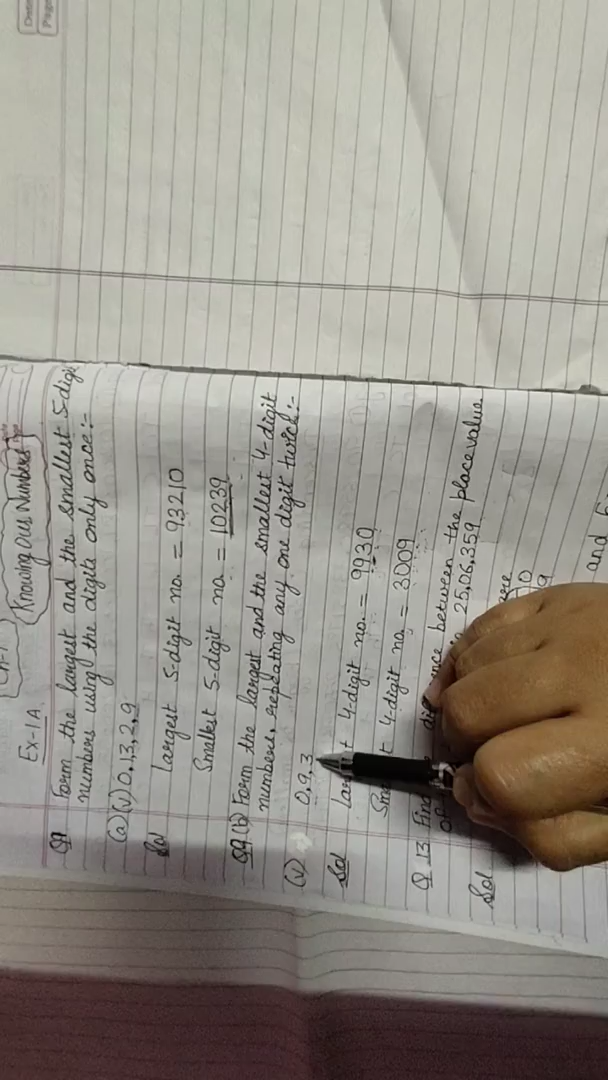 Ex-1A
Knowing Our Numbers
Q9 Form the largest and the smallest 5-digit
numbers using the digits only once:-
(a)(v) 0,1,3,2,9
Sol Largest 5-digit no. = 93210
Smallest 5-digit no. = 10239
Q9(b) Form the largest and the smallest 4-digit
numbers, repeating any one digit twice:-
(v) 0,9,3
Sol 4-digit no. = 9930
4-digit no. = 3009
Q 13 between the place value
25,06,359
Sol
and